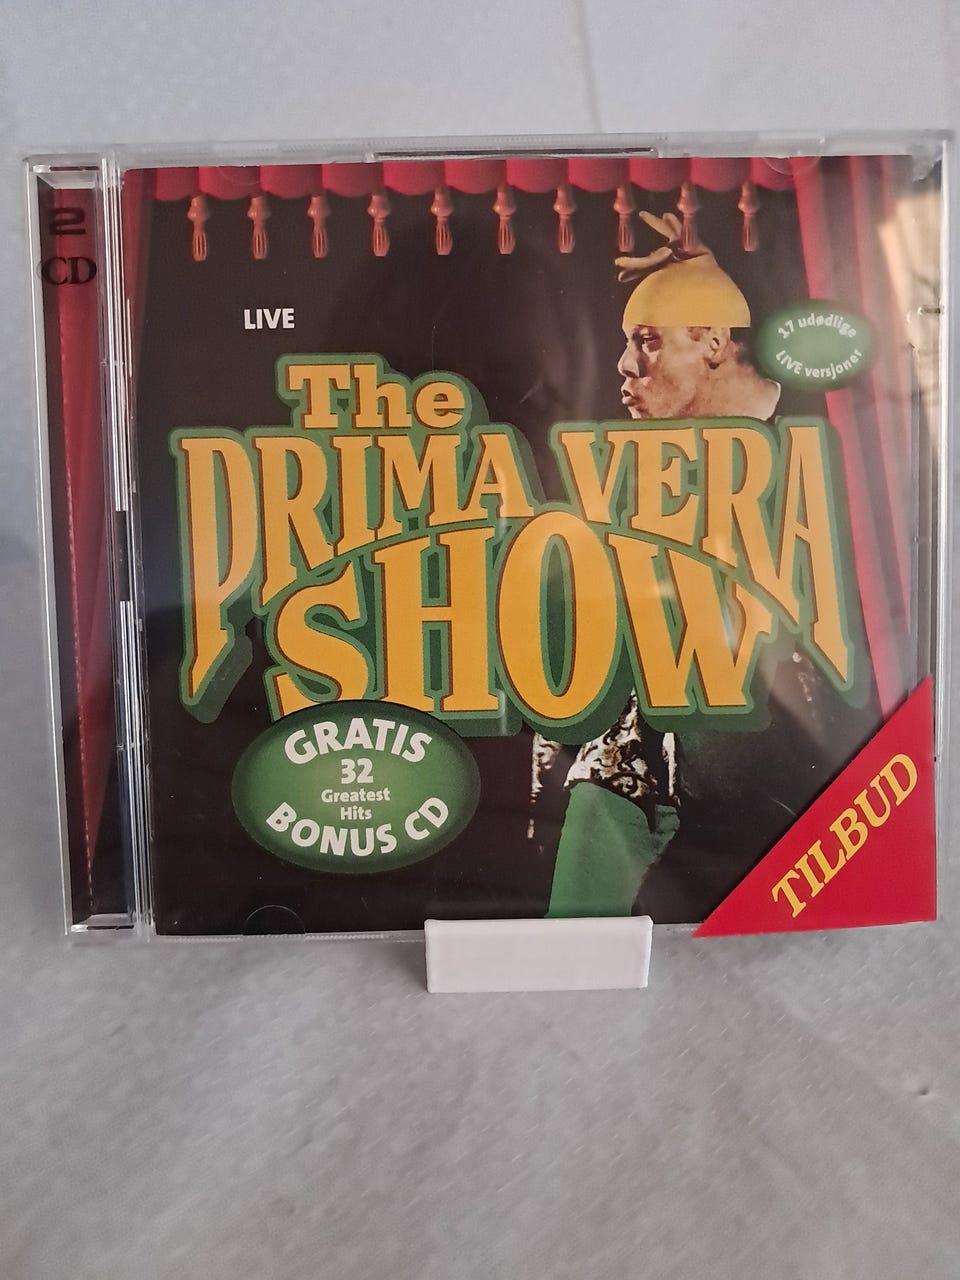 2
CD
LIVE
17 udødlige
LIVE versjoner
The
PRIMA VERA
SHOW
GRATIS
32
Greatest
Hits
BONUS CD
TILBUD